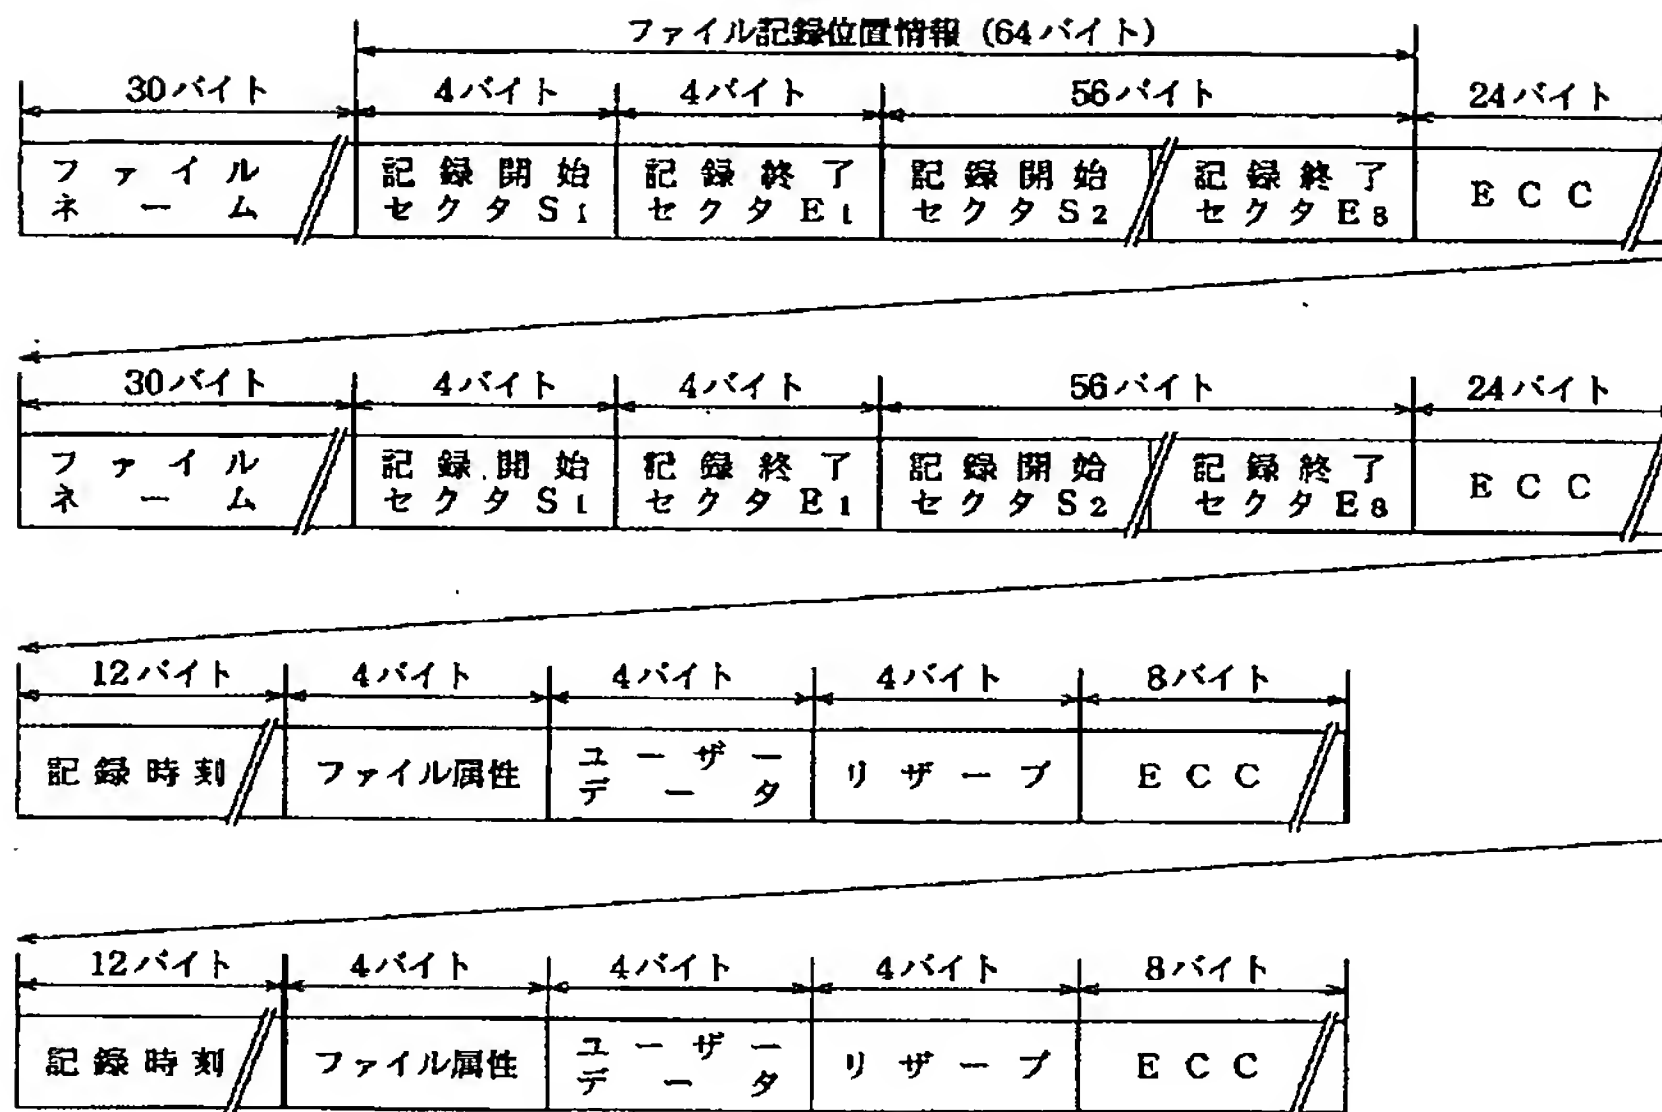 ファイル記録位置情報 (64バイト)
30バイト 4バイト 4バイト 56バイト 24バイト
ファイル 記録開始 記録終了 記録開始 記録終了 ECC
ネーム セクタS1 セクタE1 セクタS2 セクタE8
30バイト 4バイト 4バイト 56バイト 24バイト
ファイル 記録開始 記録終了 記録開始 記録終了 ECC
ネーム セクタS1 セクタE1 セクタS2 セクタE8
12バイト 4バイト 4バイト 4バイト 8バイト
記録時刻 ファイル属性 ユーザー リザーブ ECC
データ
12バイト 4バイト 4バイト 4バイト 8バイト
記録時刻 ファイル属性 ユーザー リザーブ ECC
データ